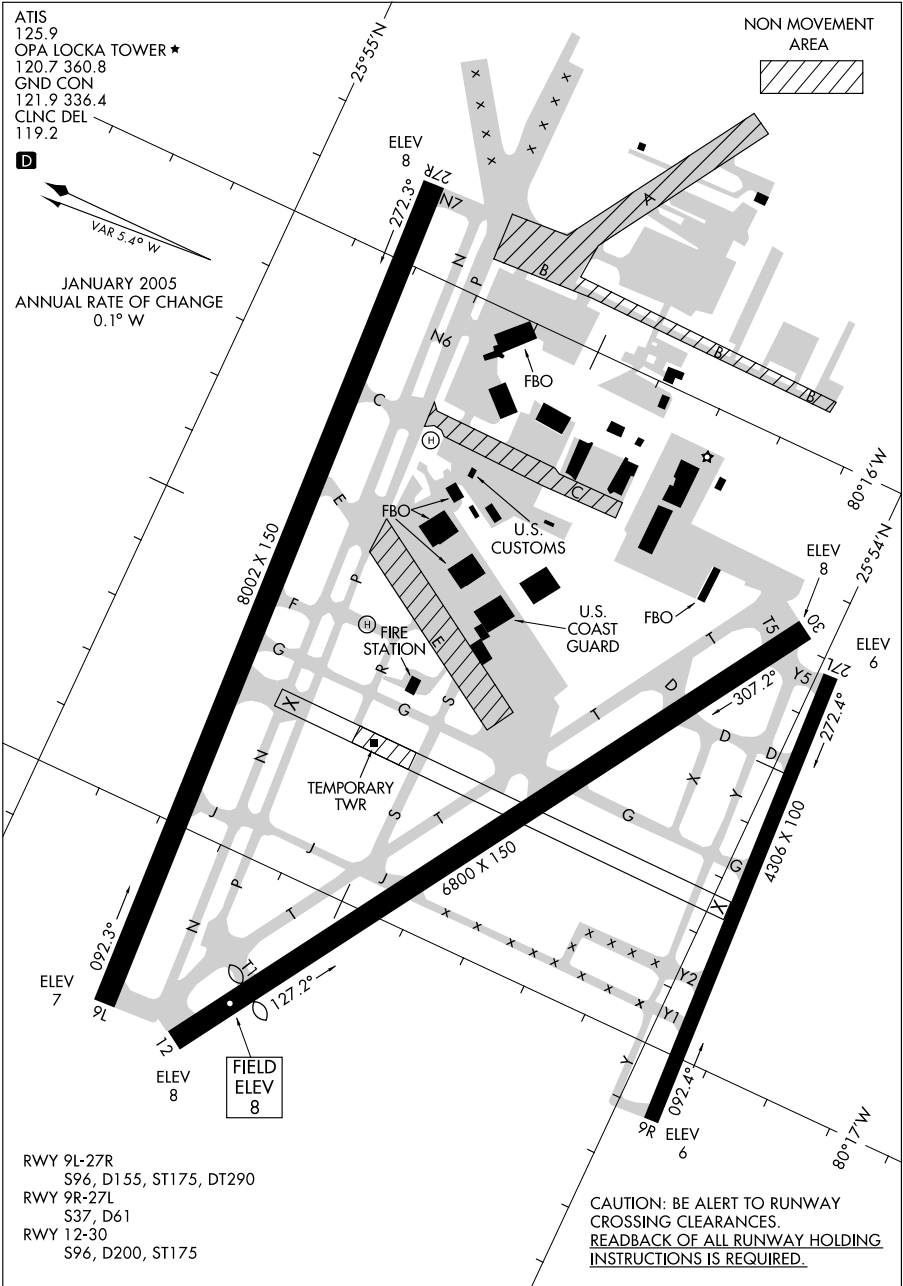 ATIS
125.9
OPA LOCKA TOWER ★
120.7 360.8
GND CON
121.9 336.4
CLNC DEL
119.2
D
NON MOVEMENT
AREA
25°55'N
VAR 5.4° W
JANUARY 2005
ANNUAL RATE OF CHANGE
0.1° W
ELEV
8
27R
272.3°
N7
A
N
P
B
B
B
N6
FBO
C
H
C
80°16'W
25°54'N
E
FBO
U.S.
CUSTOMS
8002 X 150
P
F
H
FIRE
STATION
E
U.S.
COAST
GUARD
FBO
ELEV
8
30
T5
T
ELEV
6
27L
Y5
G
R
G
S
X
T
D
307.2°
D
D
272.4°
N
TEMPORARY
TWR
X
Y
J
S
T
G
G
4306 X 100
J
J
6800 X 150
X
P
T
N
092.3°
T1
127.2°
Y2
Y1
ELEV
7
9L
12
ELEV
8
FIELD
ELEV
8
Y
092.4°
9R
ELEV
6
80°17'W
RWY 9L-27R
S96, D155, ST175, DT290
RWY 9R-27L
S37, D61
RWY 12-30
S96, D200, ST175
CAUTION: BE ALERT TO RUNWAY
CROSSING CLEARANCES.
READBACK OF ALL RUNWAY HOLDING
INSTRUCTIONS IS REQUIRED.